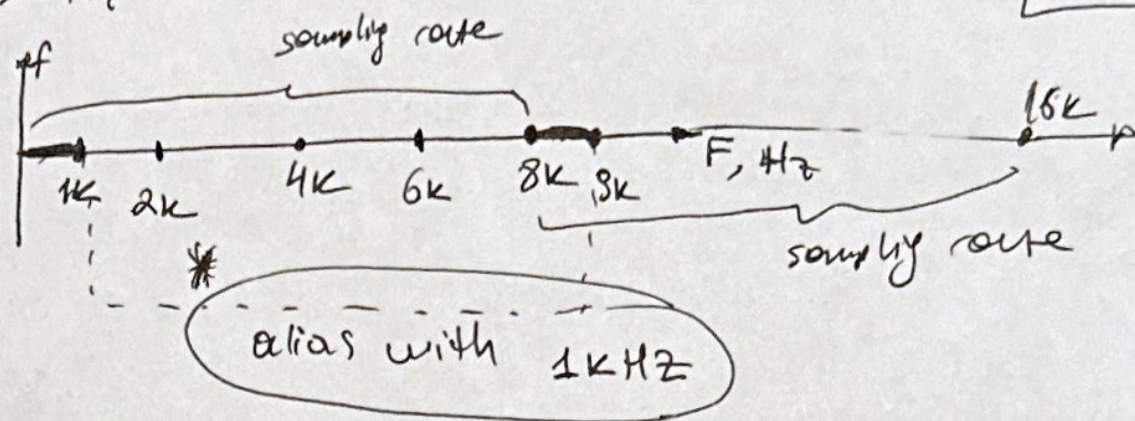 sampling rate
f
16K
1K 2K 4K 6K 8K 9K F, Hz
sampling rate
*
alias with 1KHZ